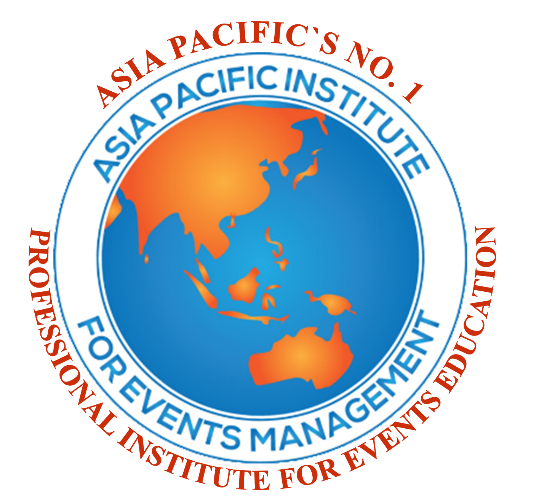 ASIA PACIFIC`S NO. 1
ASIA PACIFIC INSTITUTE
FOR EVENTS MANAGEMENT
PROFESSIONAL INSTITUTE FOR EVENTS EDUCATION